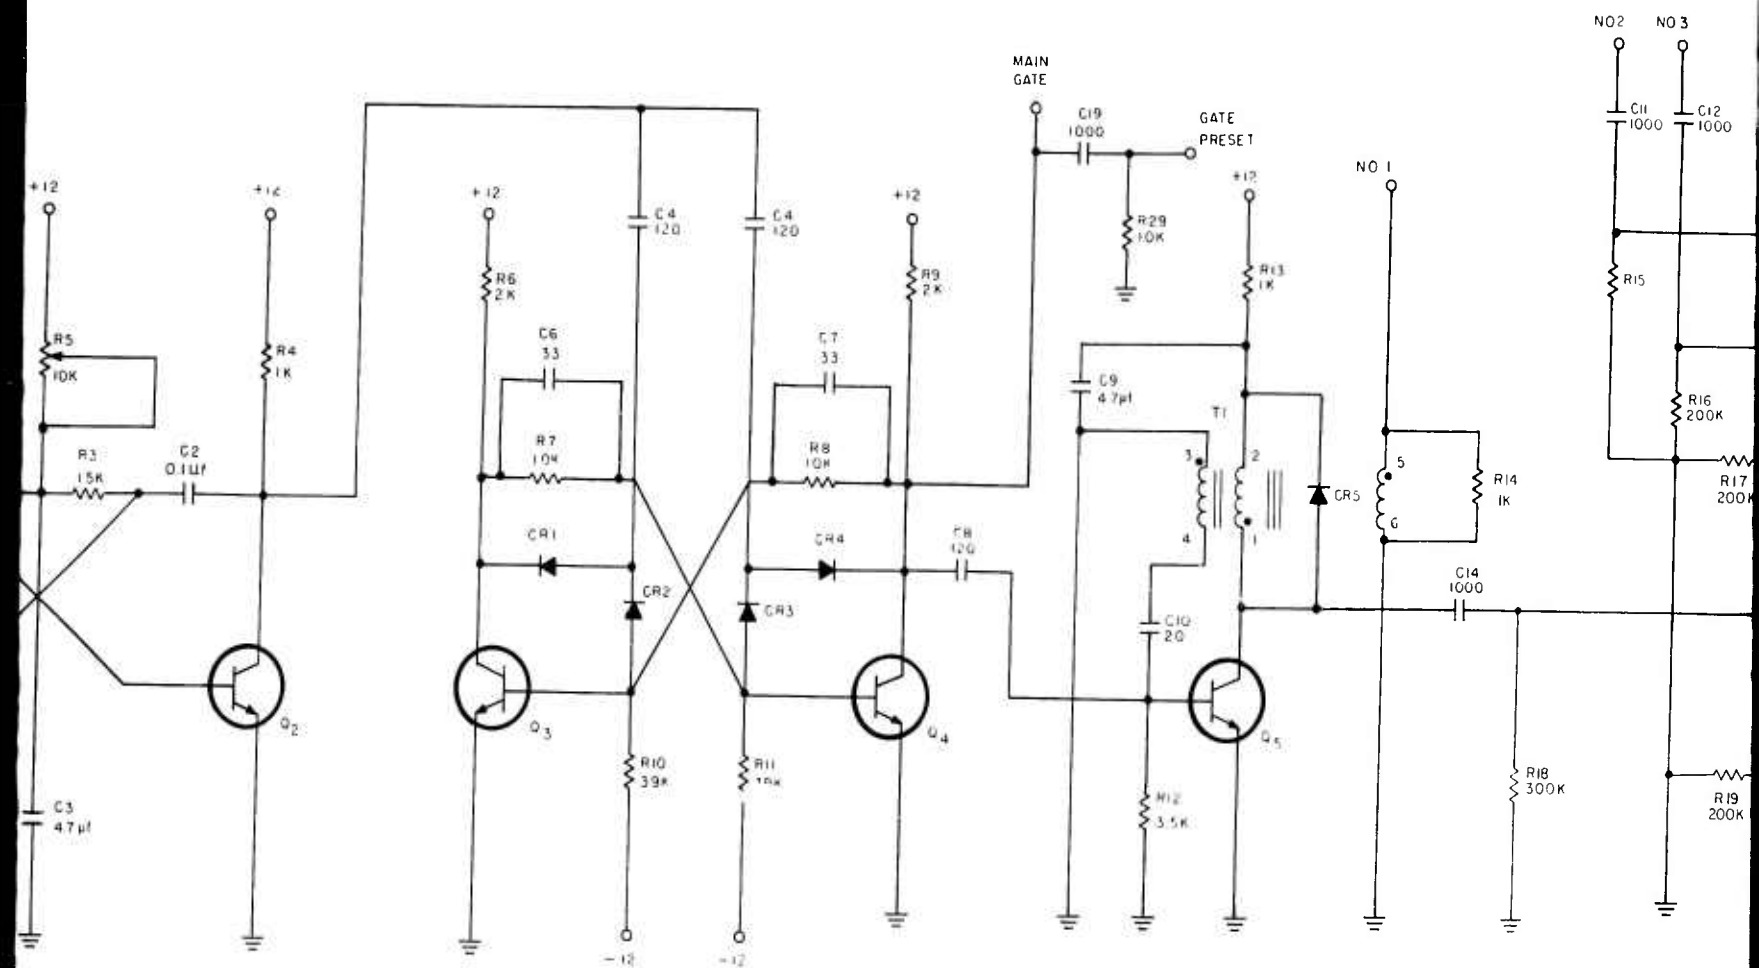 NO2 NO3
MAIN
GATE
C19
1000
GATE
PRESET
C11
1000
C12
1000
NO 1
+12
+12
+12
+12
+12
C4
120
C4
120
R29
10K
R6
2K
R9
2K
R13
1K
R15
R5
10K
R4
1K
C6
33
C7
33
C9
4.7µf
T1
R16
200K
R3
15K
C2
0.1µf
R7
10K
R8
10K
3
2
5
R14
1K
R17
200K
CR5
6
4
1
CR1
CR4
C8
120
C14
1000
CR2
CR3
C10
20
Q2
Q3
Q4
Q5
R10
39K
R11
R12
3.5K
R18
300K
R19
200K
C3
4.7µf
-12
-12